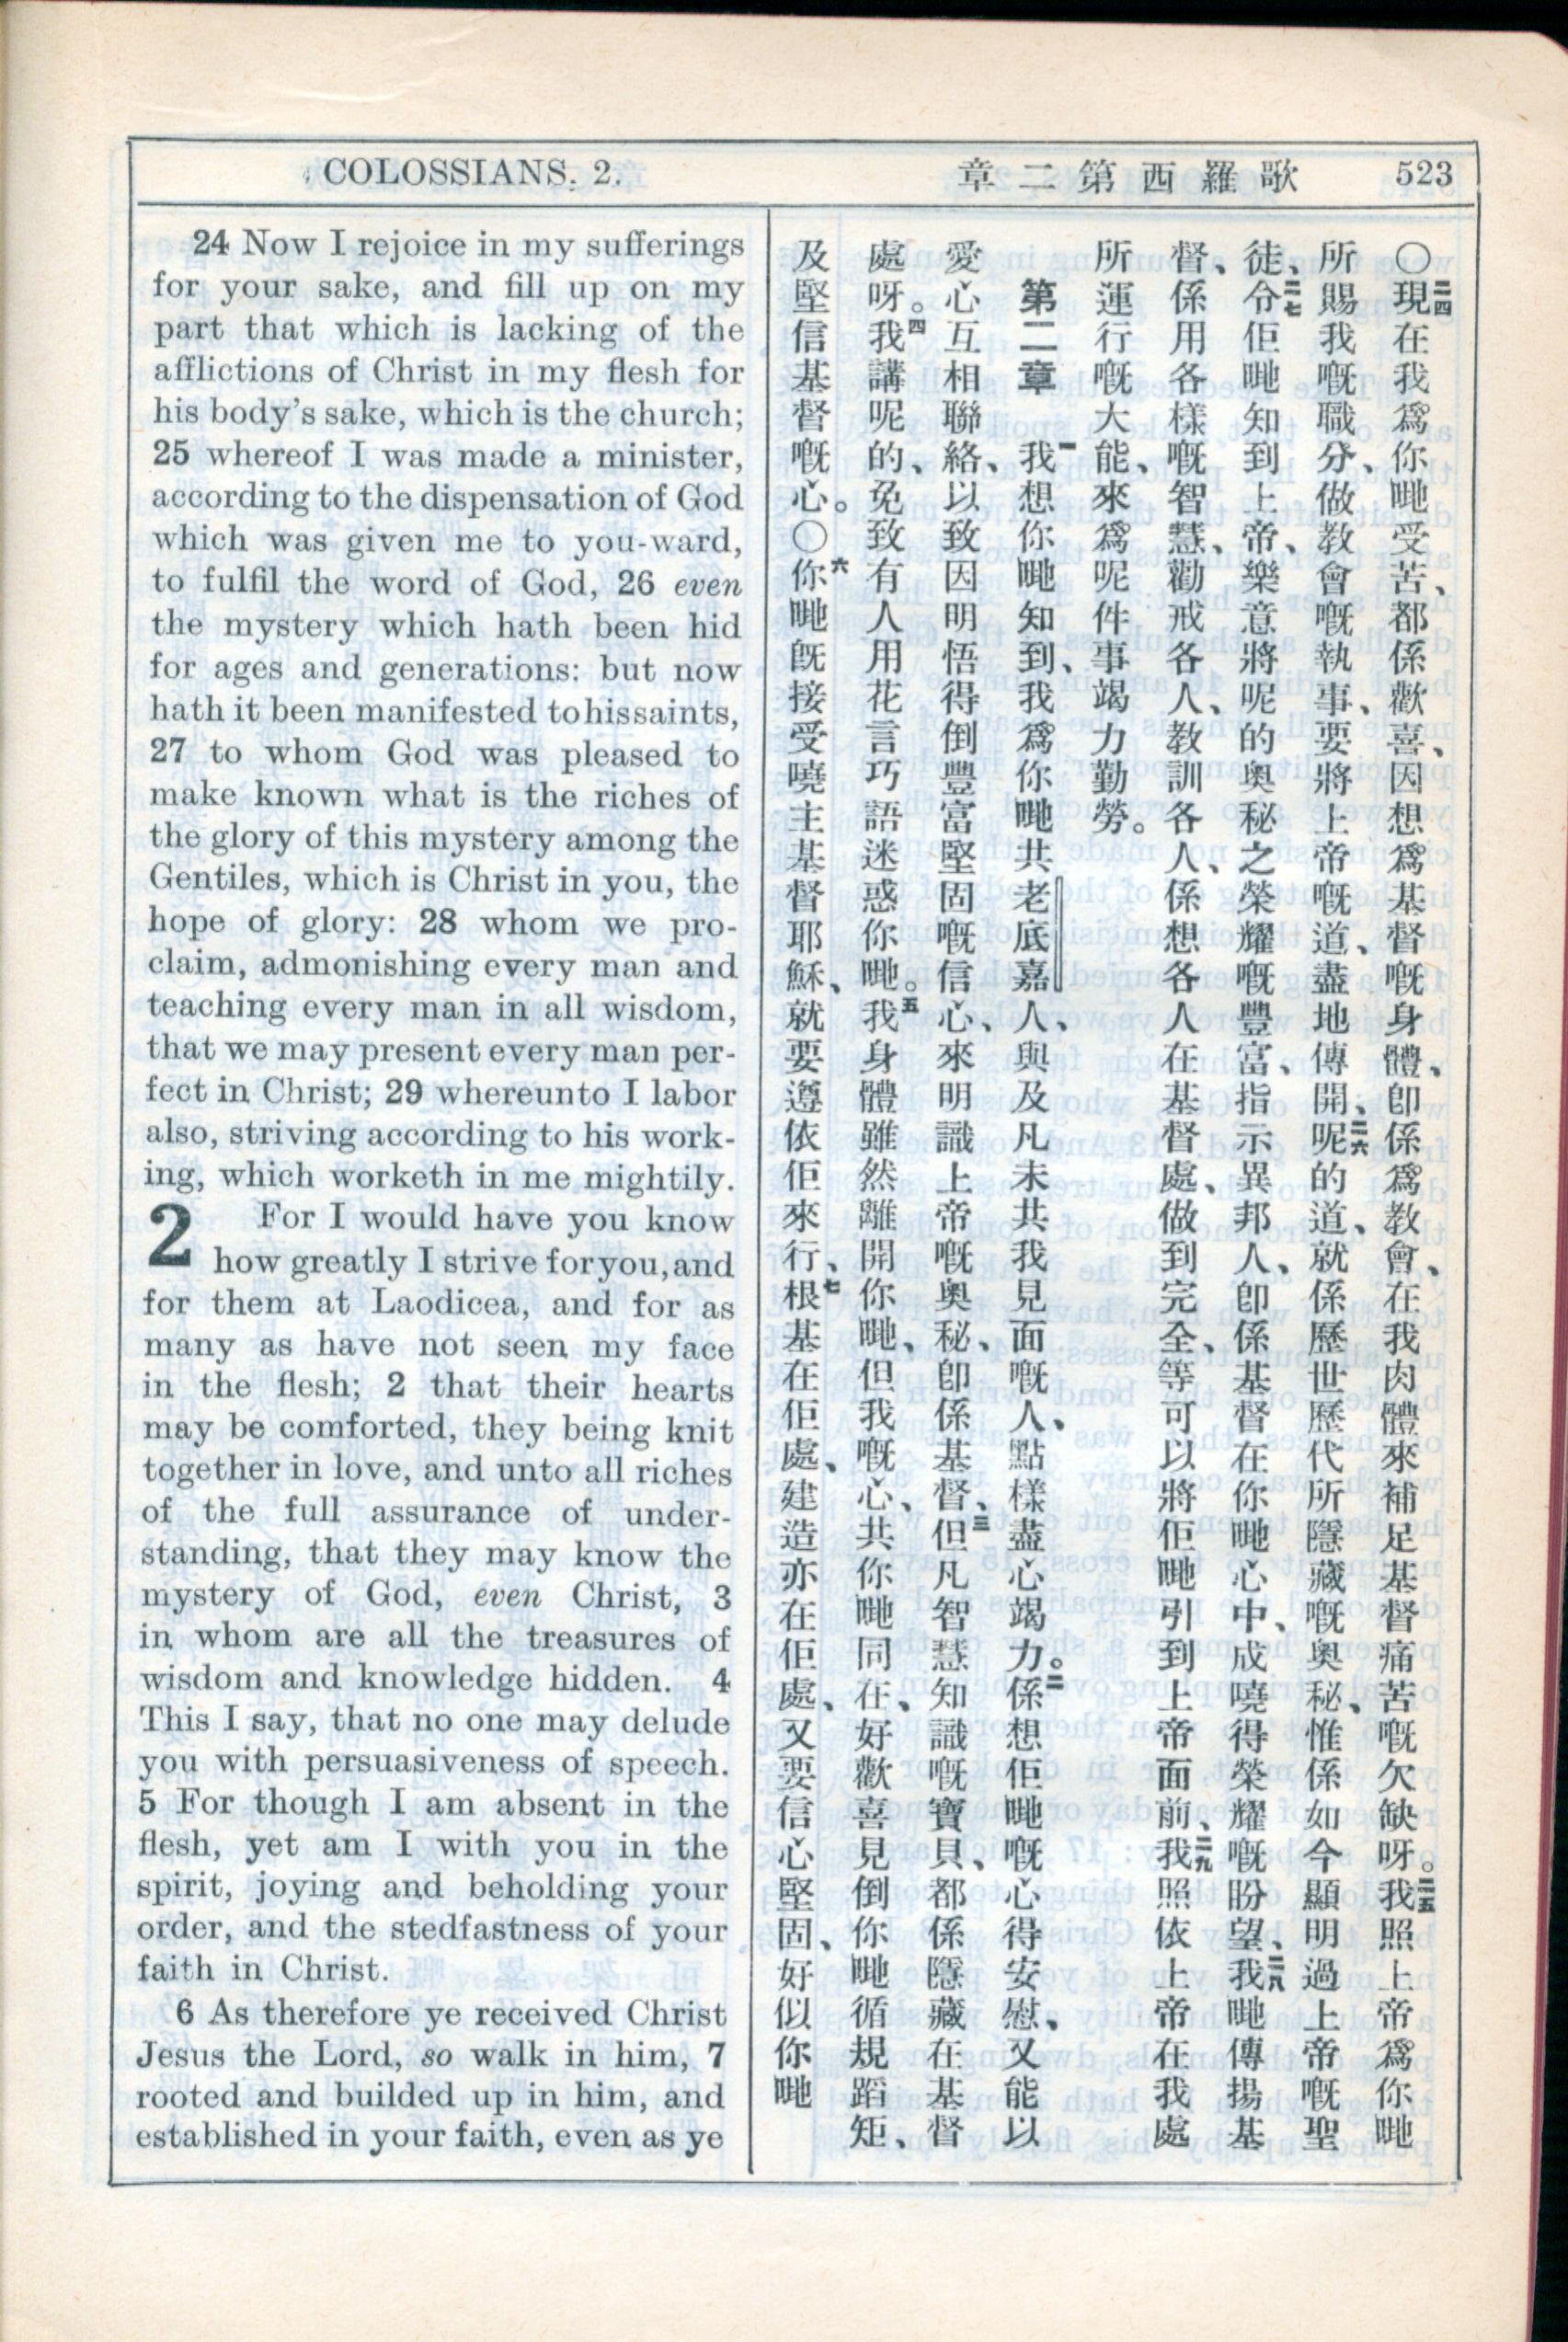 COLOSSIANS. 2.
章二第西羅歌
523
24 Now I rejoice in my sufferings
for your sake, and fill up on my
part that which is lacking of the
afflictions of Christ in my flesh for
his body's sake, which is the church;
25 whereof I was made a minister,
according to the dispensation of God
which was given me to you-ward,
to fulfil the word of God, 26 even
the mystery which hath been hid
for ages and generations: but now
hath it been manifested to his saints,
27 to whom God was pleased to
make known what is the riches of
the glory of this mystery among the
Gentiles, which is Christ in you, the
hope of glory: 28 whom we pro-
claim, admonishing every man and
teaching every man in all wisdom,
that we may present every man per-
fect in Christ; 29 whereunto I labor
also, striving according to his work-
ing, which worketh in me mightily.
2 For I would have you know
how greatly I strive for you, and
for them at Laodicea, and for as
many as have not seen my face
in the flesh; 2 that their hearts
may be comforted, they being knit
together in love, and unto all riches
of the full assurance of under-
standing, that they may know the
mystery of God, even Christ, 3
in whom are all the treasures of
wisdom and knowledge hidden. 4
This I say, that no one may delude
you with persuasiveness of speech.
5 For though I am absent in the
flesh, yet am I with you in the
spirit, joying and beholding your
order, and the stedfastness of your
faith in Christ.
6 As therefore ye received Christ
Jesus the Lord, so walk in him, 7
rooted and builded up in him, and
established in your faith, even as ye
〇二四現在我爲你哋受苦、都係歡喜、因想爲基督嘅身體、卽係爲教會、在我肉體來補足基督痛苦嘅欠缺呀。二五我照上帝爲你哋
所賜我嘅職分、做教會嘅執事、要將上帝嘅道、盡地傳開、二六呢的道、就係歷世歷代所隱藏嘅奧秘、惟係如今顯明過上帝嘅聖
徒、二七令佢哋知到上帝、樂意將呢的奧秘之榮耀嘅豐富、指示異邦人、卽係基督在你哋心中、成嘵得榮耀嘅盼望、二八我哋傳揚基
督、係用各樣嘅智慧、勸戒各人、教訓各人、係想各人在基督處、做到完全、等可以將佢哋引到上帝面前、二九我照依上帝在我處
所運行嘅大能、來爲呢件事竭力勤勞。
第二章 一我想你哋知到、我爲你哋共老底嘉人、與及凡未共我見面嘅人、點樣盡心竭力。二係想佢哋嘅心得安慰、又能以
愛心互相聯絡、以致因明悟得倒豐富堅固嘅信心、來明識上帝嘅奧秘、卽係基督、三但凡智慧知識嘅寶貝、都係隱藏在基督
處呀。四我講呢的、免致有人用花言巧語迷惑你哋。五我身體雖然離開你哋、但我嘅心、共你哋同在、好歡喜見倒你哋循規蹈矩、
及堅信基督嘅心。〇六你哋旣接受嘵主基督耶穌、就要遵依佢來行、七根基在佢處、建造亦在佢處、又要信心堅固、好似你哋